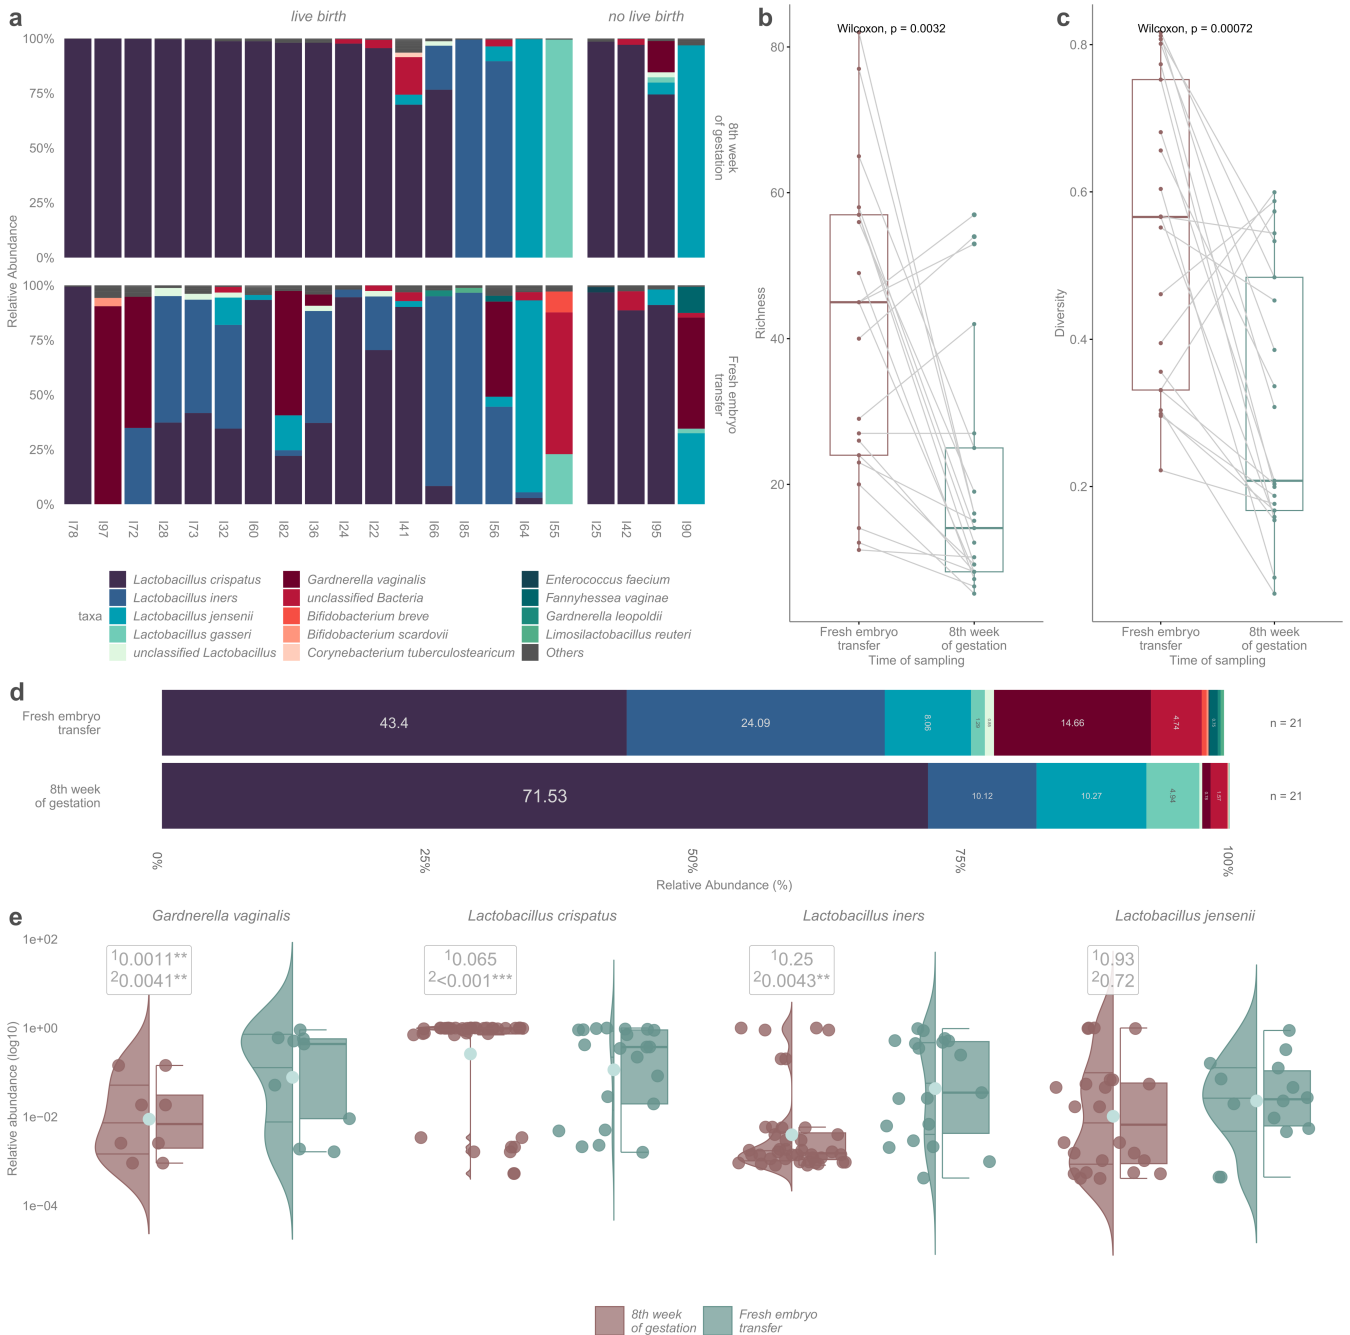 a
live birth
no live birth
100%
75%
50%
25%
0%
8th week
of gestation
Relative Abundance
100%
75%
50%
25%
0%
Fresh embryo
transfer
I78 I97 I72 I28 I73 I32 I60 I82 I36 I24 I22 I41 I66 I85 I56 I64 I55 I25 I42 I95 I90
taxa
Lactobacillus crispatus
Lactobacillus iners
Lactobacillus jensenii
Lactobacillus gasseri
unclassified Lactobacillus
Gardnerella vaginalis
unclassified Bacteria
Bifidobacterium breve
Bifidobacterium scardovii
Corynebacterium tuberculostearicum
Enterococcus faecium
Fannyhessea vaginae
Gardnerella leopoldii
Limosilactobacillus reuteri
Others
b
Wilcoxon, p = 0.0032
80
60
40
20
Richness
Fresh embryo
transfer
8th week
of gestation
Time of sampling
c
Wilcoxon, p = 0.00072
0.8
0.6
0.4
0.2
Diversity
Fresh embryo
transfer
8th week
of gestation
Time of sampling
d
Fresh embryo
transfer
43.4 24.09 8.06 14.66 4.74
n = 21
8th week
of gestation
71.53 10.12 10.27 4.94 1.57
n = 21
0% 25% 50% 75% 100%
Relative Abundance (%)
e
Gardnerella vaginalis
Lactobacillus crispatus
Lactobacillus iners
Lactobacillus jensenii
1e+02
1e+00
1e−02
1e−04
Relative abundance (log10)
¹0.0011**
²0.0041**
¹0.065
²<0.001***
¹0.25
²0.0043**
¹0.93
²0.72
8th week
of gestation
Fresh embryo
transfer